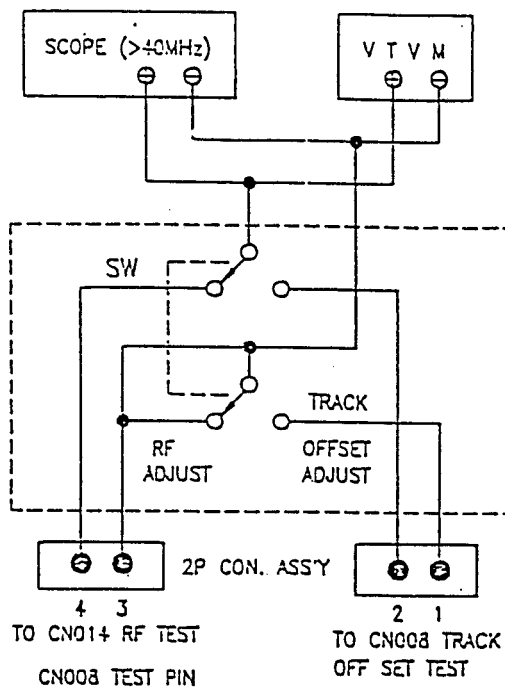 SCOPE (>40MHz)
V T V M
SW
TRACK
RF
ADJUST
OFFSET
ADJUST
2P CON. ASS'Y
4 3
2 1
TO CN014 RF TEST
TO CN008 TRACK
OFF SET TEST
CN008 TEST PIN